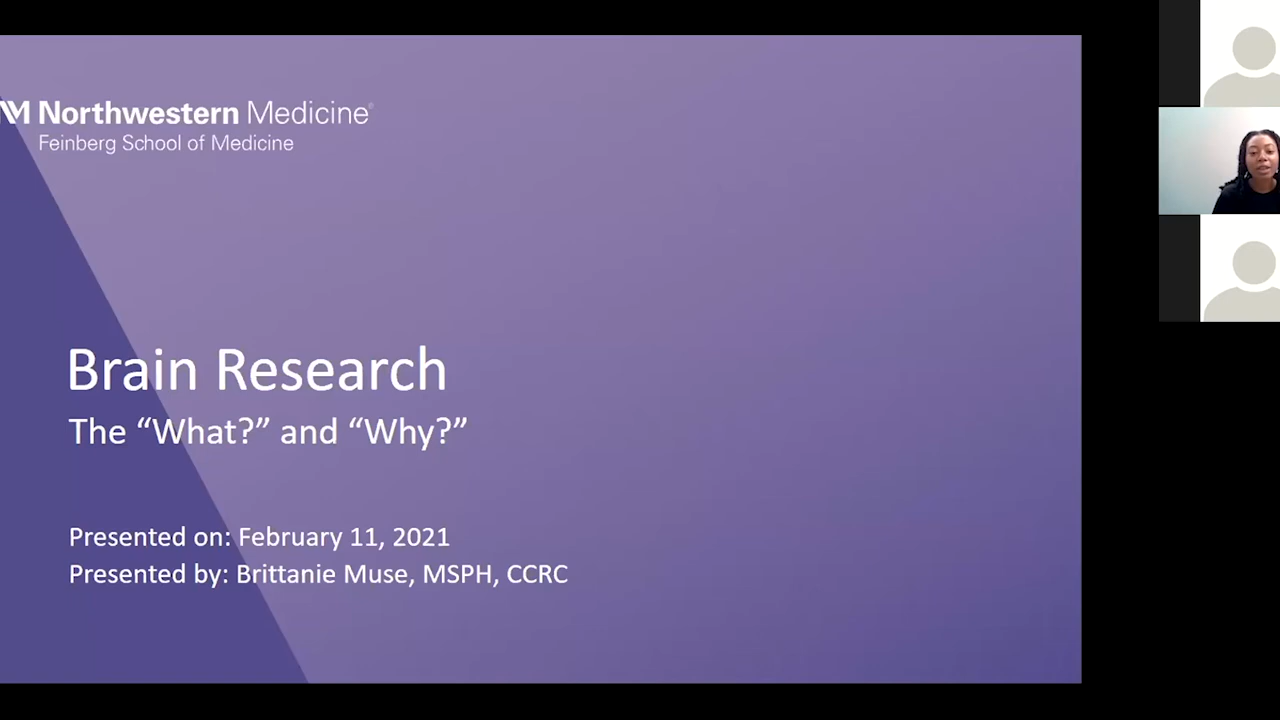 Northwestern Medicine®
Feinberg School of Medicine
Brain Research
The “What?” and “Why?”
Presented on: February 11, 2021
Presented by: Brittanie Muse, MSPH, CCRC